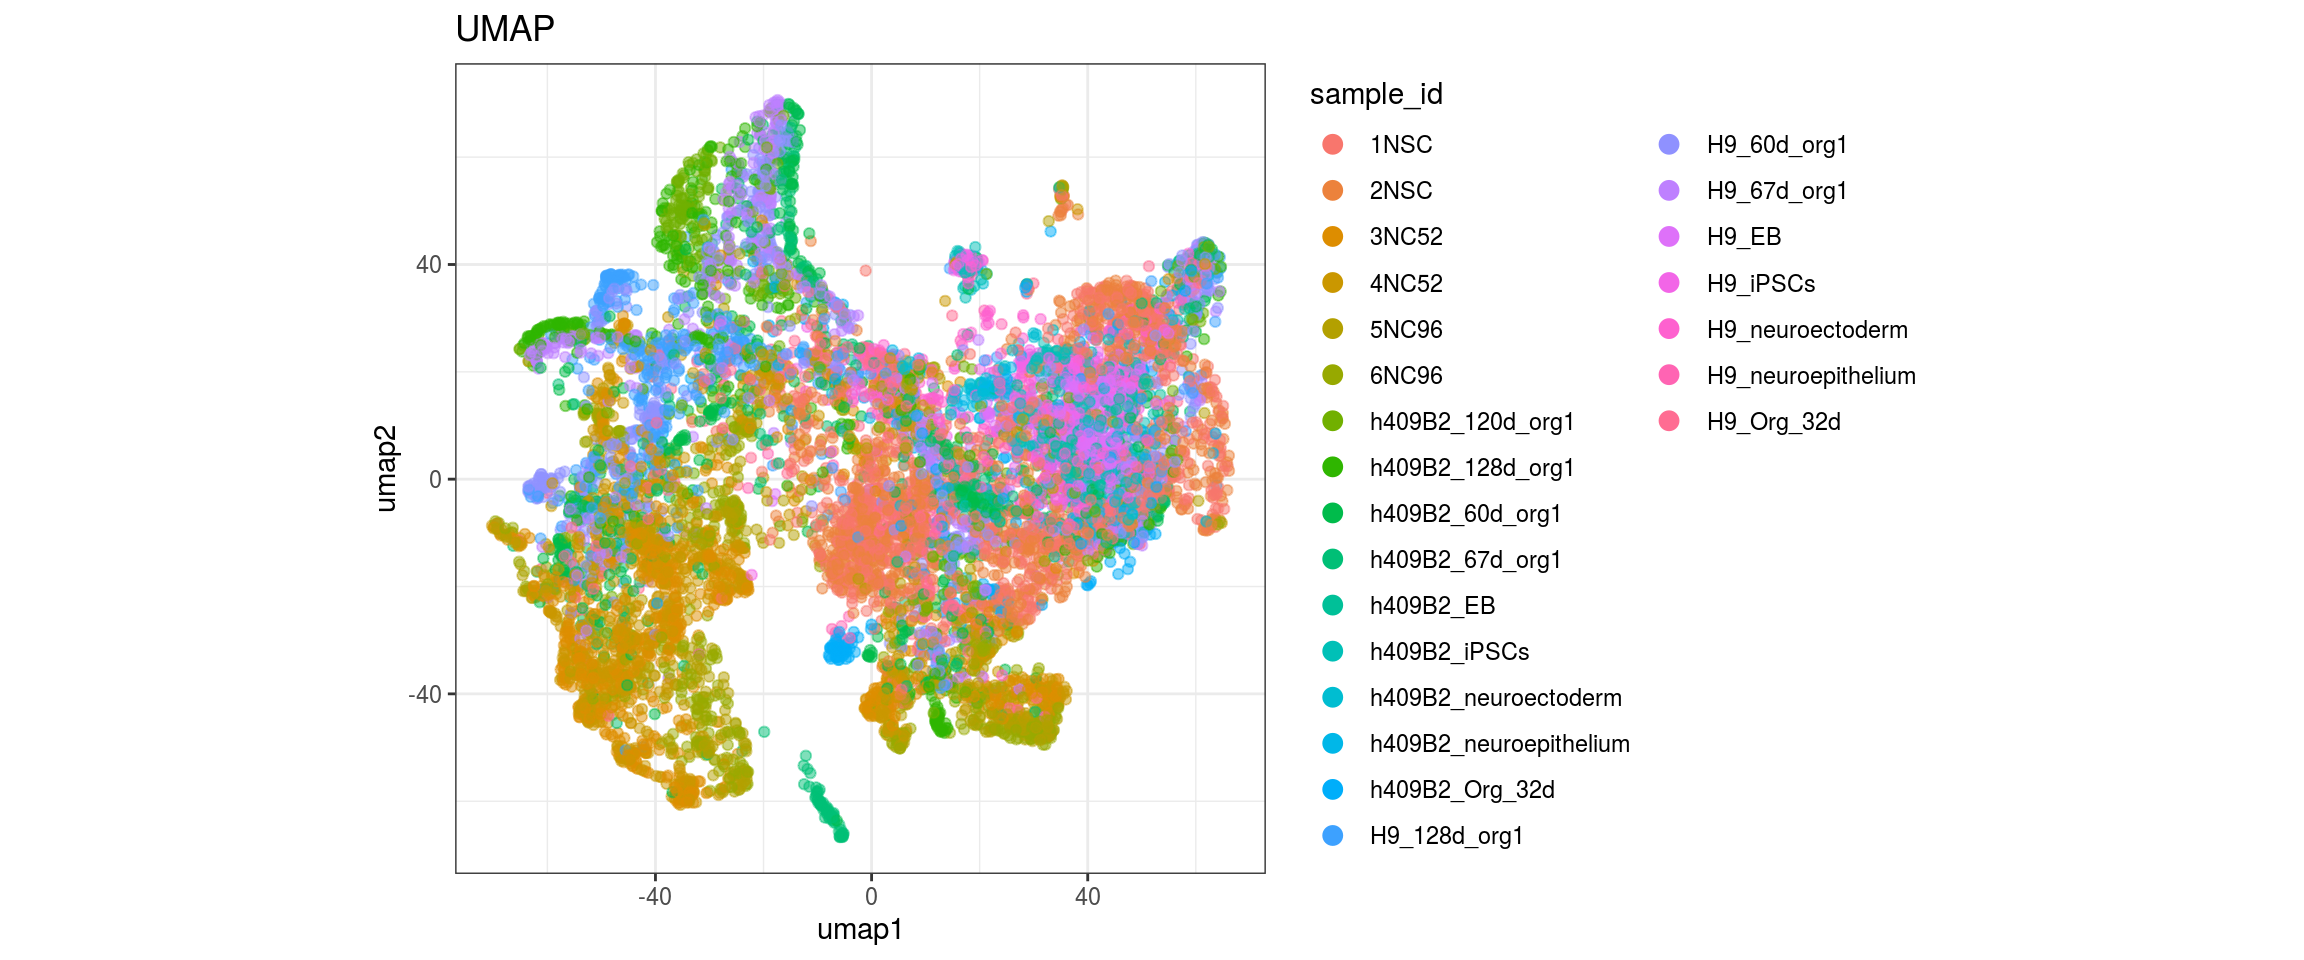 UMAP
umap2
40
0
-40
-40
0
40
umap1
sample_id
1NSC
2NSC
3NC52
4NC52
5NC96
6NC96
h409B2_120d_org1
h409B2_128d_org1
h409B2_60d_org1
h409B2_67d_org1
h409B2_EB
h409B2_iPSCs
h409B2_neuroectoderm
h409B2_neuroepithelium
h409B2_Org_32d
H9_128d_org1
H9_60d_org1
H9_67d_org1
H9_EB
H9_iPSCs
H9_neuroectoderm
H9_neuroepithelium
H9_Org_32d